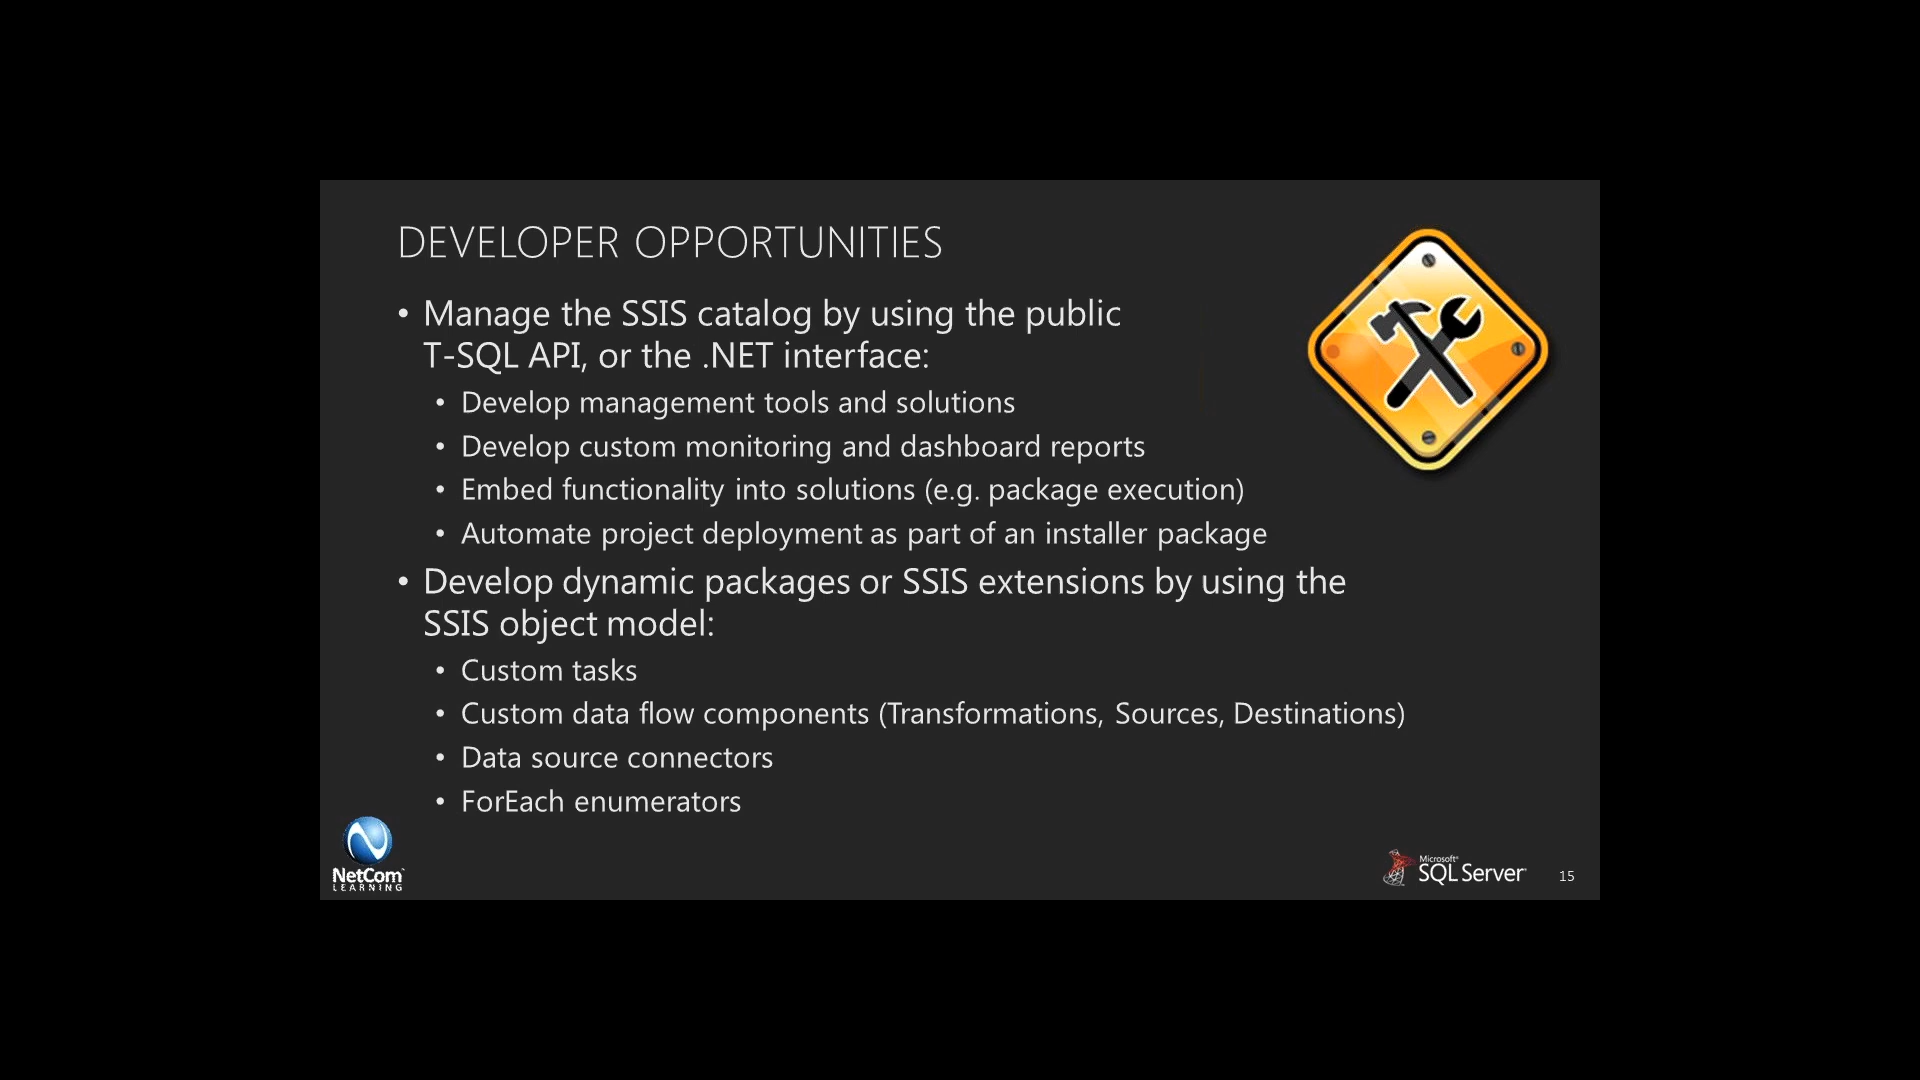 DEVELOPER OPPORTUNITIES
• Manage the SSIS catalog by using the public
T-SQL API, or the .NET interface:
• Develop management tools and solutions
• Develop custom monitoring and dashboard reports
• Embed functionality into solutions (e.g. package execution)
• Automate project deployment as part of an installer package
• Develop dynamic packages or SSIS extensions by using the
SSIS object model:
• Custom tasks
• Custom data flow components (Transformations, Sources, Destinations)
• Data source connectors
• ForEach enumerators
NetCom
LEARNING
Microsoft®
SQL Server
15